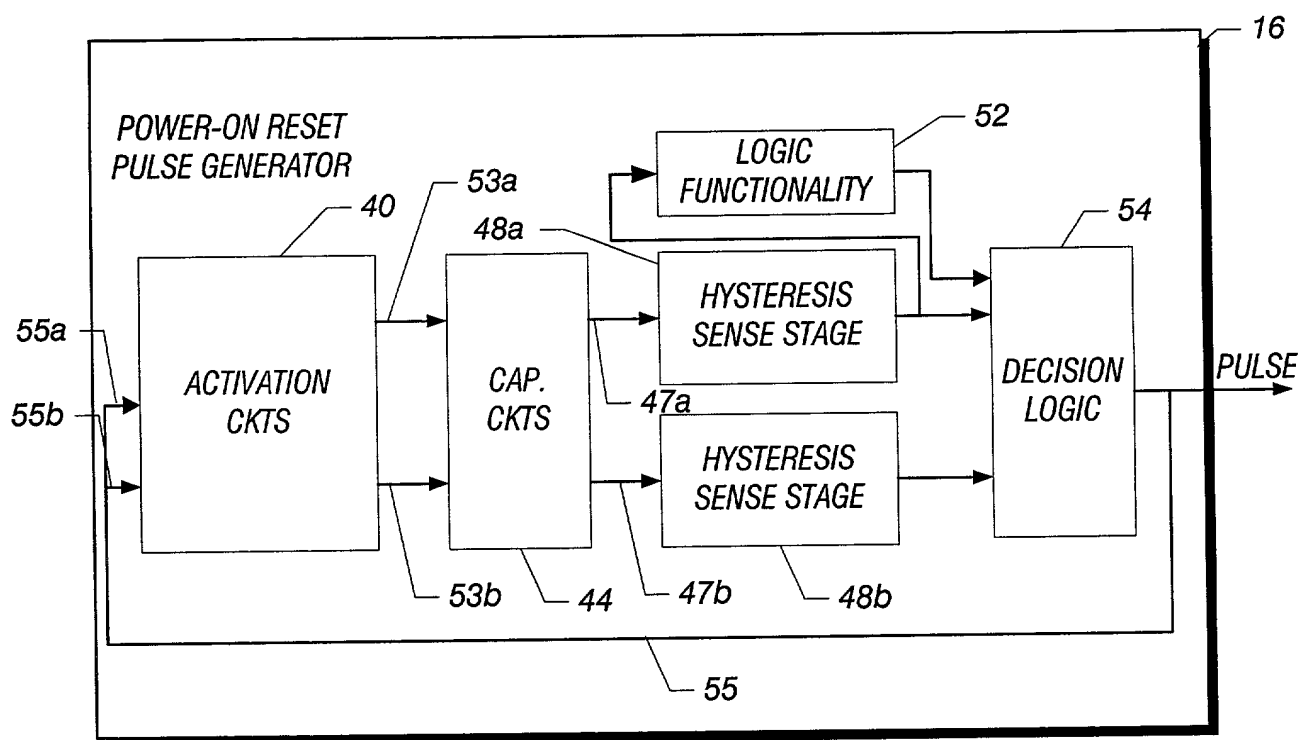 16
POWER-ON RESET
PULSE GENERATOR
52
LOGIC
FUNCTIONALITY
53a
40
48a
54
HYSTERESIS
SENSE STAGE
55a
ACTIVATION
CKTS
CAP.
CKTS
47a
DECISION
LOGIC
PULSE
55b
HYSTERESIS
SENSE STAGE
53b
44
47b
48b
55